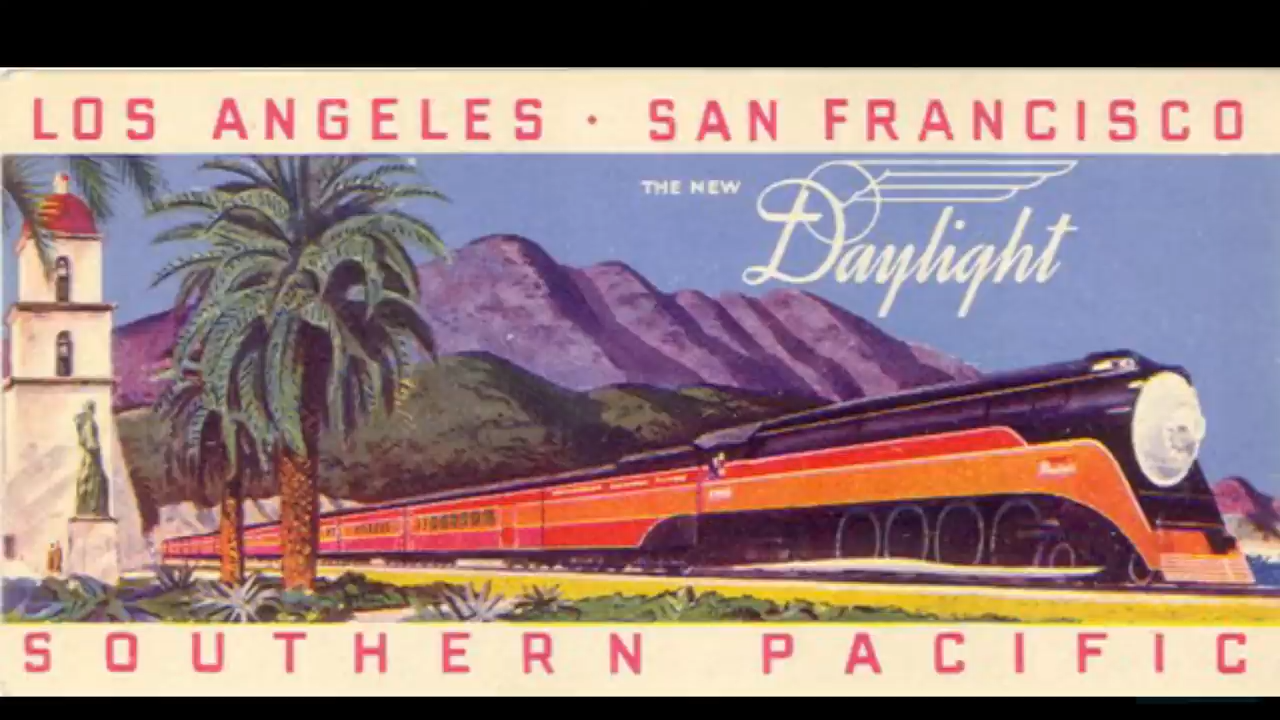 LOS ANGELES · SAN FRANCISCO
THE NEW
Daylight
SOUTHERN PACIFIC